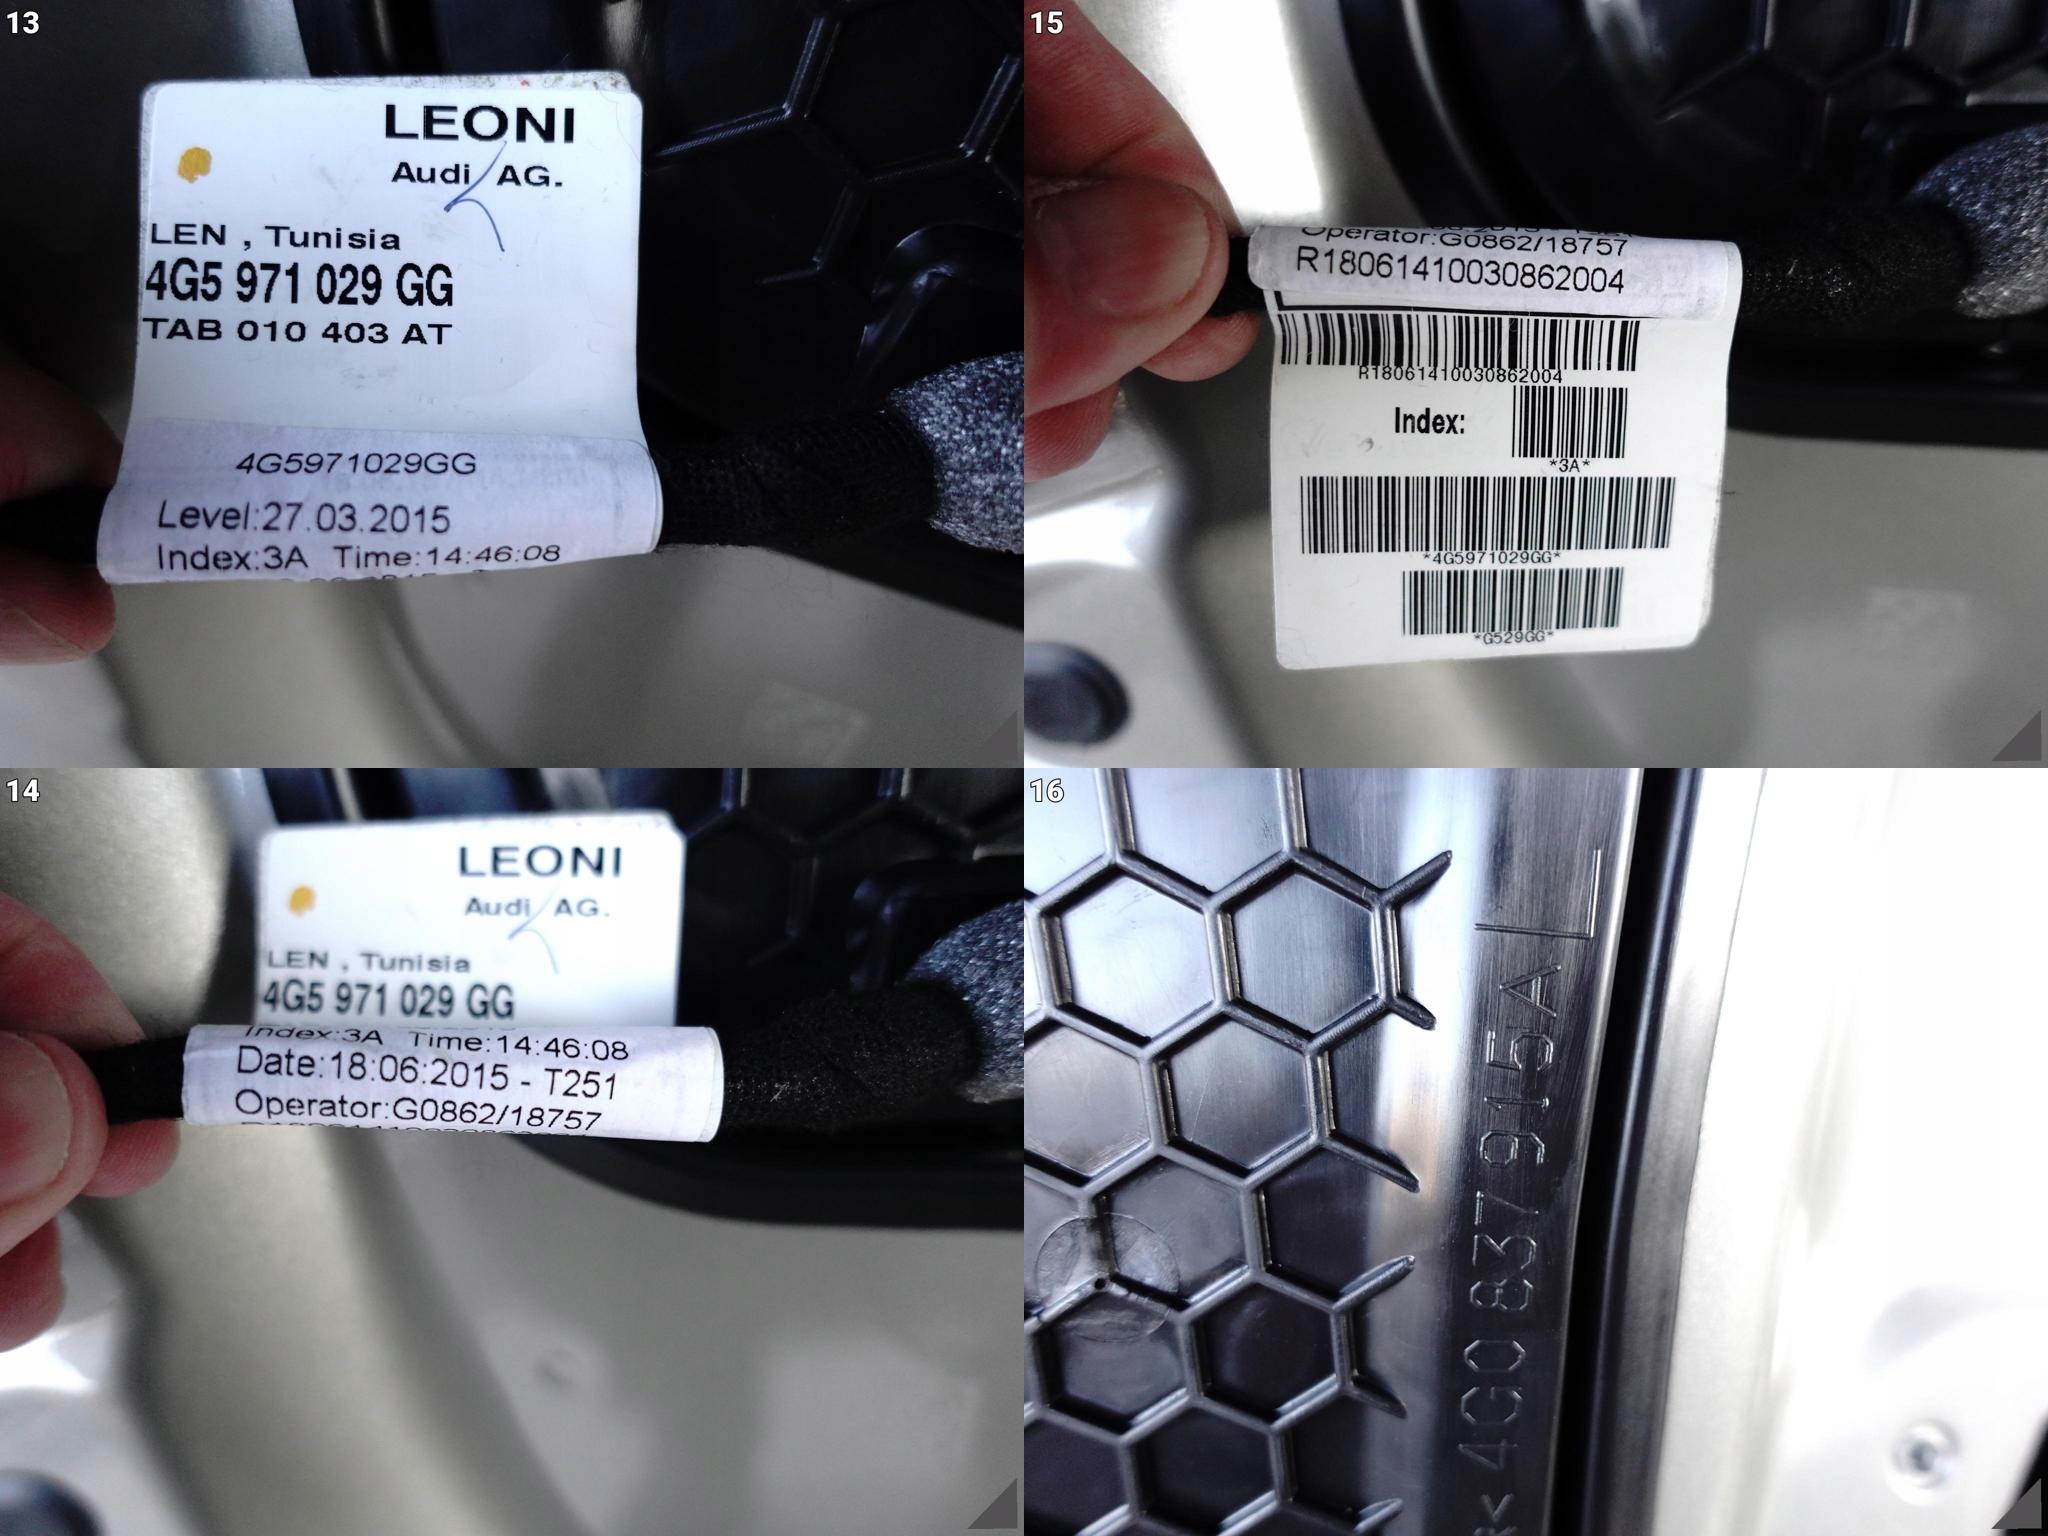 13
LEONI
Audi AG.
LEN , Tunisia
4G5 971 029 GG
TAB 010 403 AT
4G5971029GG
Level:27.03.2015
Index:3A Time:14:46:08
15
Operator:G0862/18757
R18061410030862004
R18061410030862004
Index:
*3A*
*4G5971029GG*
*G529GG*
14
LEONI
Audi AG.
LEN , Tunisia
4G5 971 029 GG
Index:3A Time:14:46:08
Date:18:06:2015 - T251
Operator:G0862/18757
16
< 4G0 837 915A L